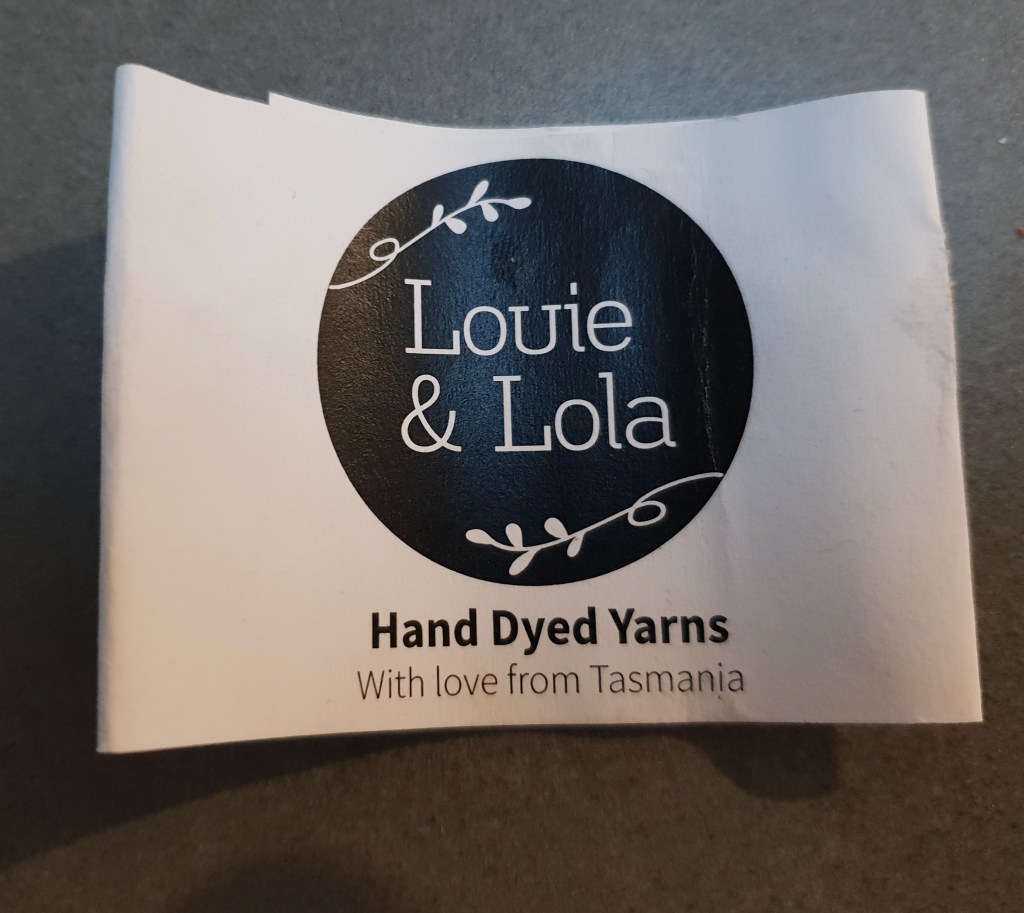 Louie
& Lola
Hand Dyed Yarns
With love from Tasmania